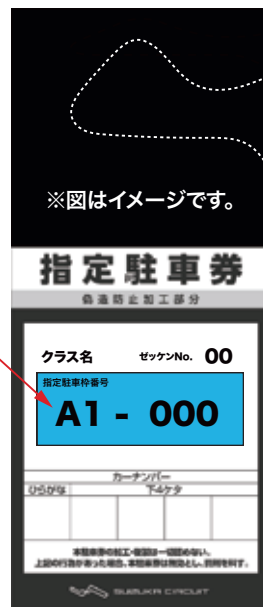 ※図はイメージです。
指定駐車券
偽造防止加工部分
クラス名 ゼッケンNo. 00
指定駐車枠番号
A1 - 000
カーナンバー
ひらがな 下4ケタ
本駐車券の加工・複製は一切認めない。
上記の行為があった場合、本駐車券は無効とし、罰則を科す。
SUZUKA CIRCUIT